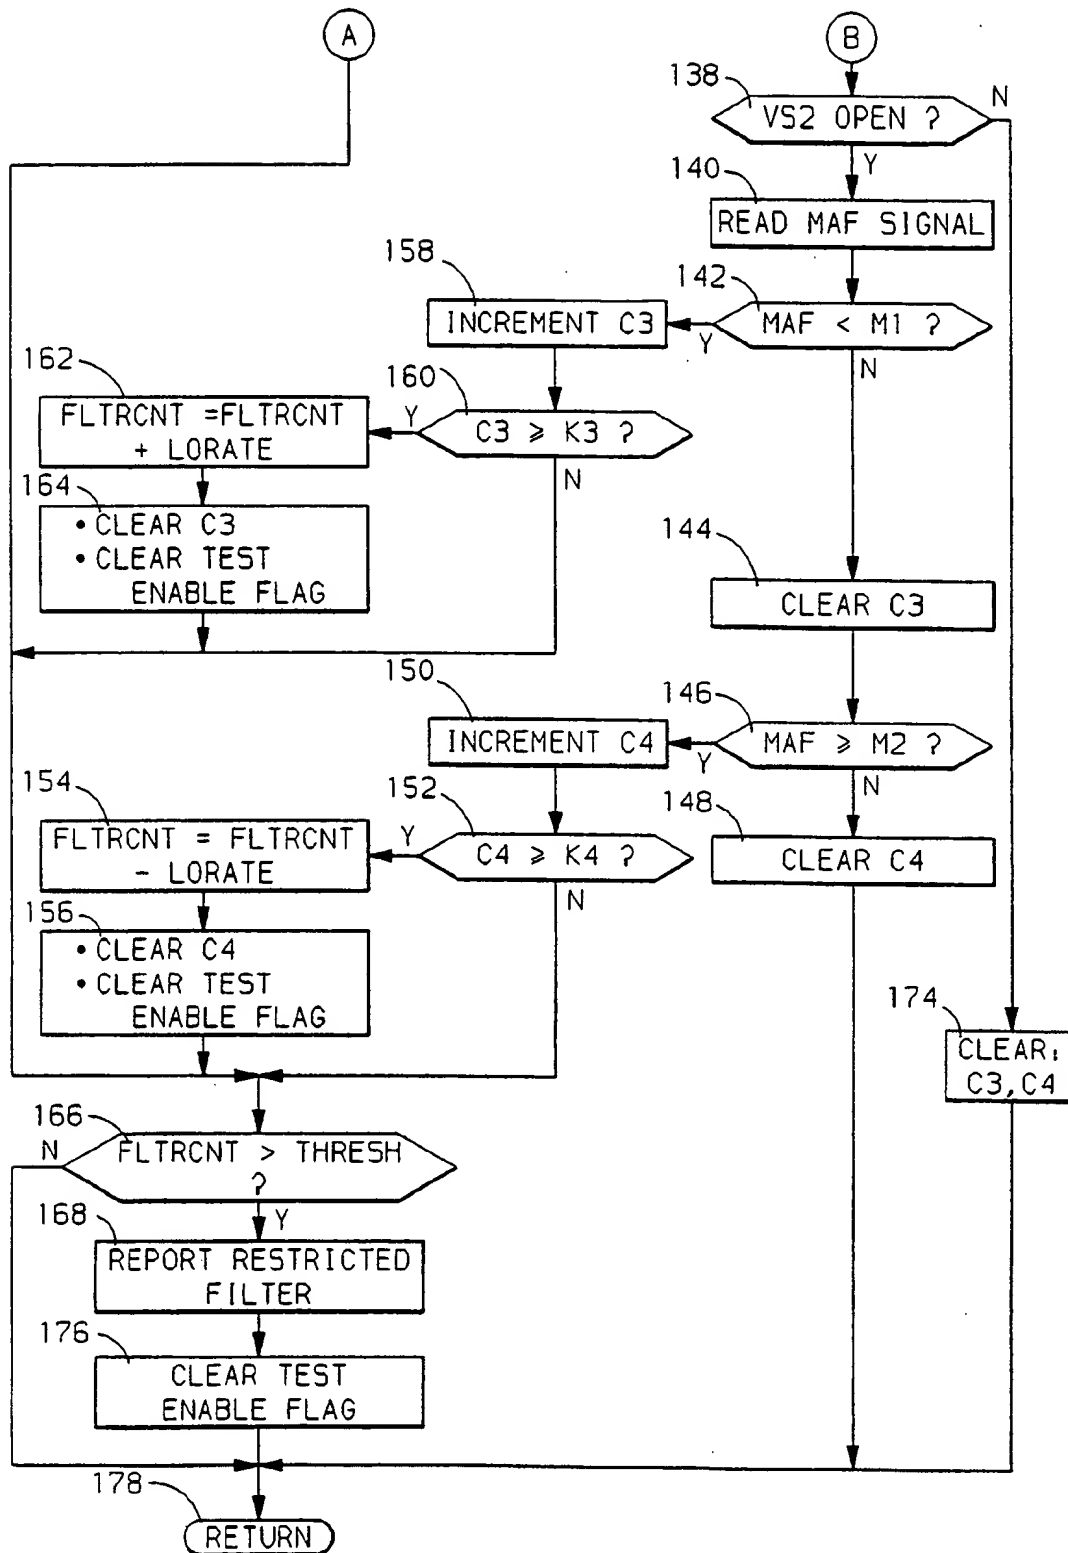 A
B
138
VS2 OPEN ?
N
Y
140
READ MAF SIGNAL
158
INCREMENT C3
142
MAF < M1 ?
Y
N
162
FLTRCNT =FLTRCNT
+ LORATE
Y
160
C3 ⩾ K3 ?
N
164
• CLEAR C3
• CLEAR TEST
ENABLE FLAG
144
CLEAR C3
150
INCREMENT C4
146
MAF ⩾ M2 ?
Y
N
154
FLTRCNT = FLTRCNT
- LORATE
Y
152
C4 ⩾ K4 ?
N
148
CLEAR C4
156
• CLEAR C4
• CLEAR TEST
ENABLE FLAG
174
CLEAR:
C3,C4
166
N
FLTRCNT > THRESH
?
Y
168
REPORT RESTRICTED
FILTER
176
CLEAR TEST
ENABLE FLAG
178
RETURN